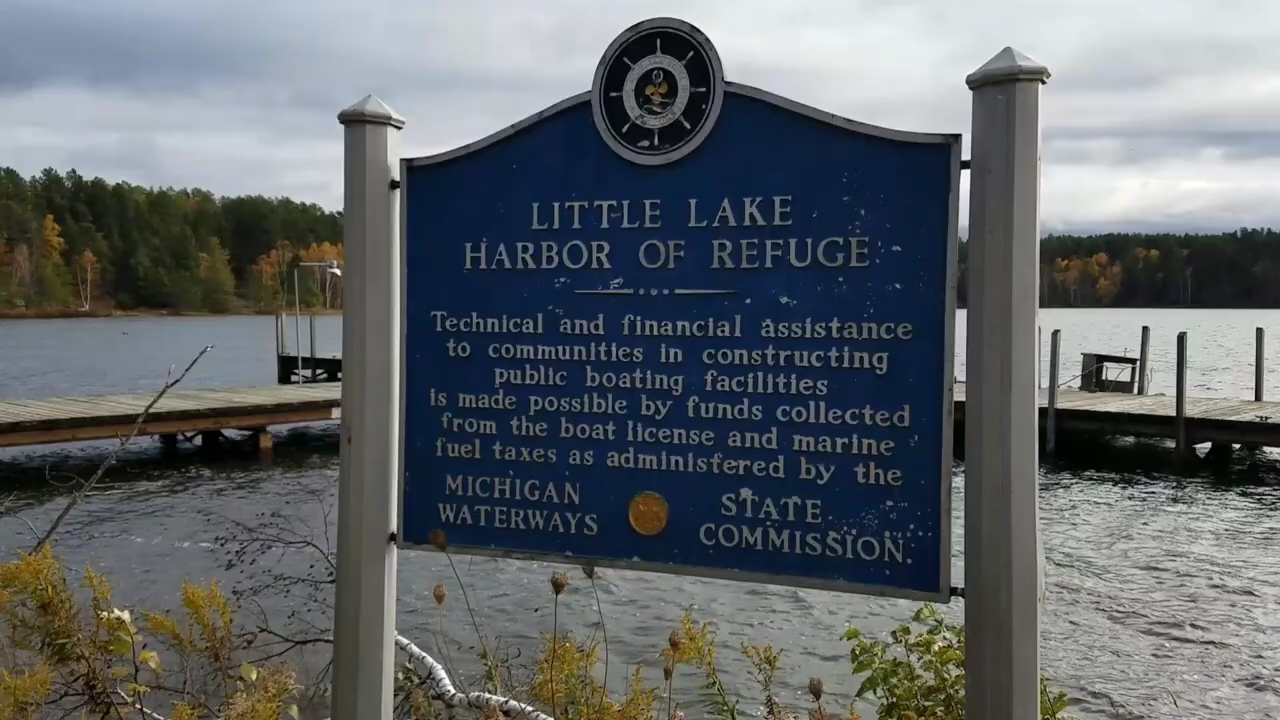 LITTLE LAKE
HARBOR OF REFUGE
Technical and financial assistance
to communities in constructing
public boating facilities
is made possible by funds collected
from the boat license and marine
fuel taxes as administered by the
MICHIGAN STATE
WATERWAYS COMMISSION.